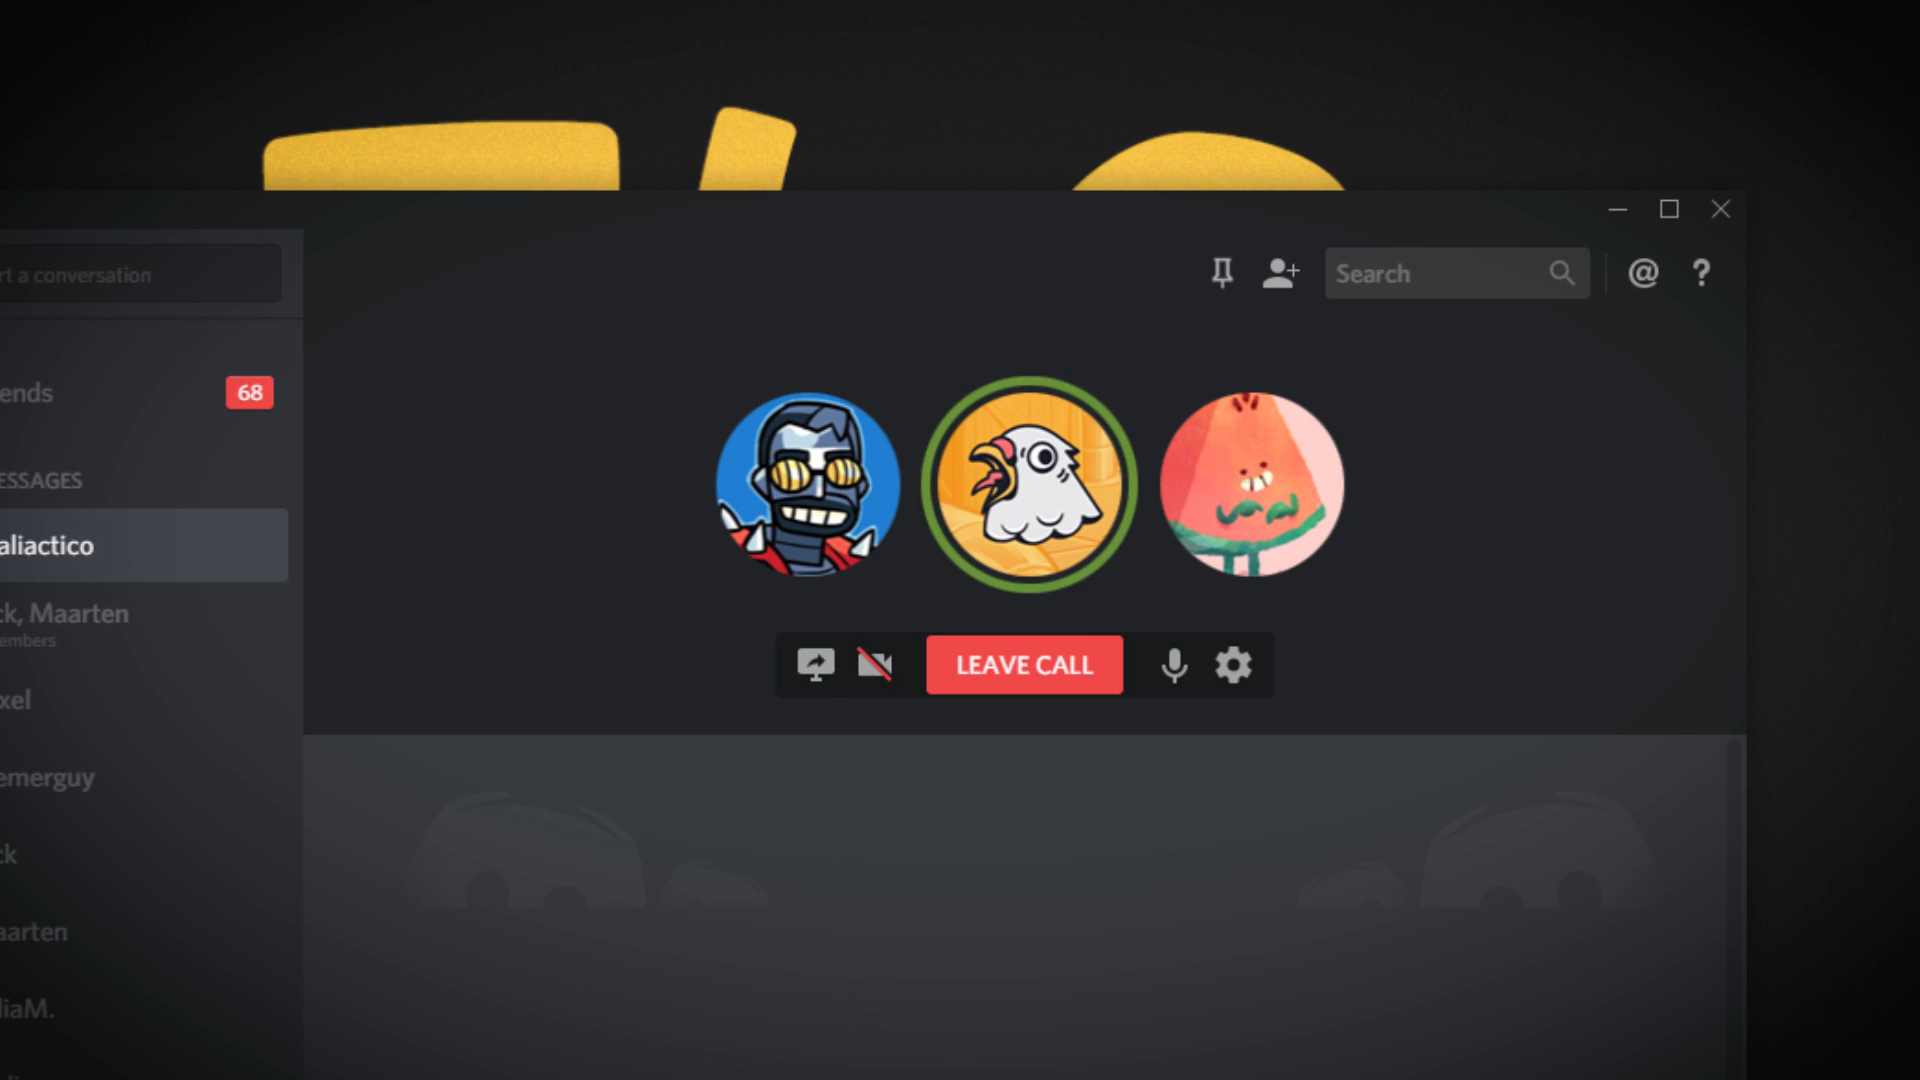 rt a conversation
Search
@ ?
ends
68
ESSAGES
aliactico
ck, Maarten
embers
xel
emerguy
ck
aarten
liaM.
LEAVE CALL